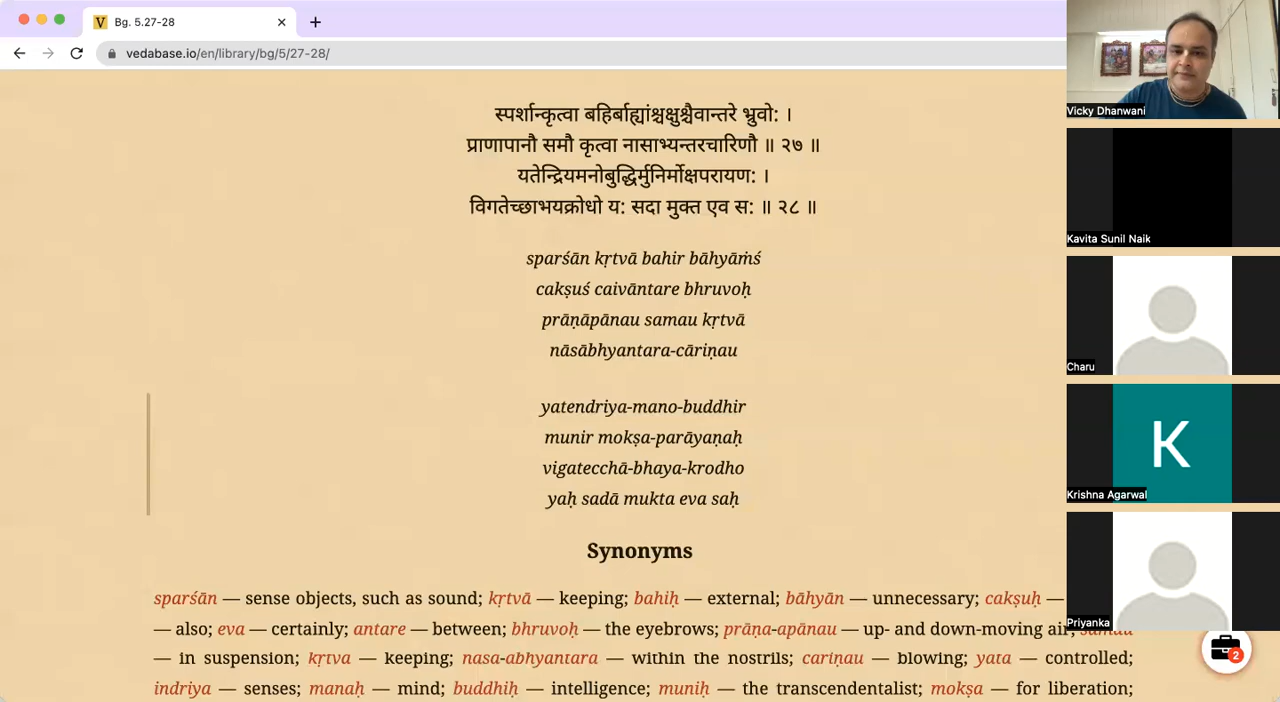 Bg. 5.27-28
vedabase.io/en/library/bg/5/27-28/
स्पर्शान्कृत्वा बहिर्बाह्यांश्चक्षुश्चैवान्तरे भ्रुवो: ।
प्राणापानौ समौ कृत्वा नासाभ्यन्तरचारिणौ ॥ २७ ॥
यतेन्द्रियमनोबुद्धिर्मुनिर्मोक्षपरायण: ।
विगतेच्छाभयक्रोधो य: सदा मुक्त एव स: ॥ २८ ॥
sparśān kṛtvā bahir bāhyāṁś
cakṣuś caivāntare bhruvoḥ
prāṇāpānau samau kṛtvā
nāsābhyantara-cāriṇau
yatendriya-mano-buddhir
munir mokṣa-parāyaṇaḥ
vigatecchā-bhaya-krodho
yaḥ sadā mukta eva saḥ
Synonyms
sparśān — sense objects, such as sound; kṛtvā — keeping; bahiḥ — external; bāhyān — unnecessary; cakṣuḥ —
— also; eva — certainly; antare — between; bhruvoḥ — the eyebrows; prāṇa-apānau — up- and down-moving air; samau
— in suspension; kṛtva — keeping; nasa-abhyantara — within the nostrils; cariṇau — blowing; yata — controlled;
indriya — senses; manaḥ — mind; buddhiḥ — intelligence; muniḥ — the transcendentalist; mokṣa — for liberation;
Vicky Dhanwani
Kavita Sunil Naik
Charu
K
Krishna Agarwal
Priyanka
2